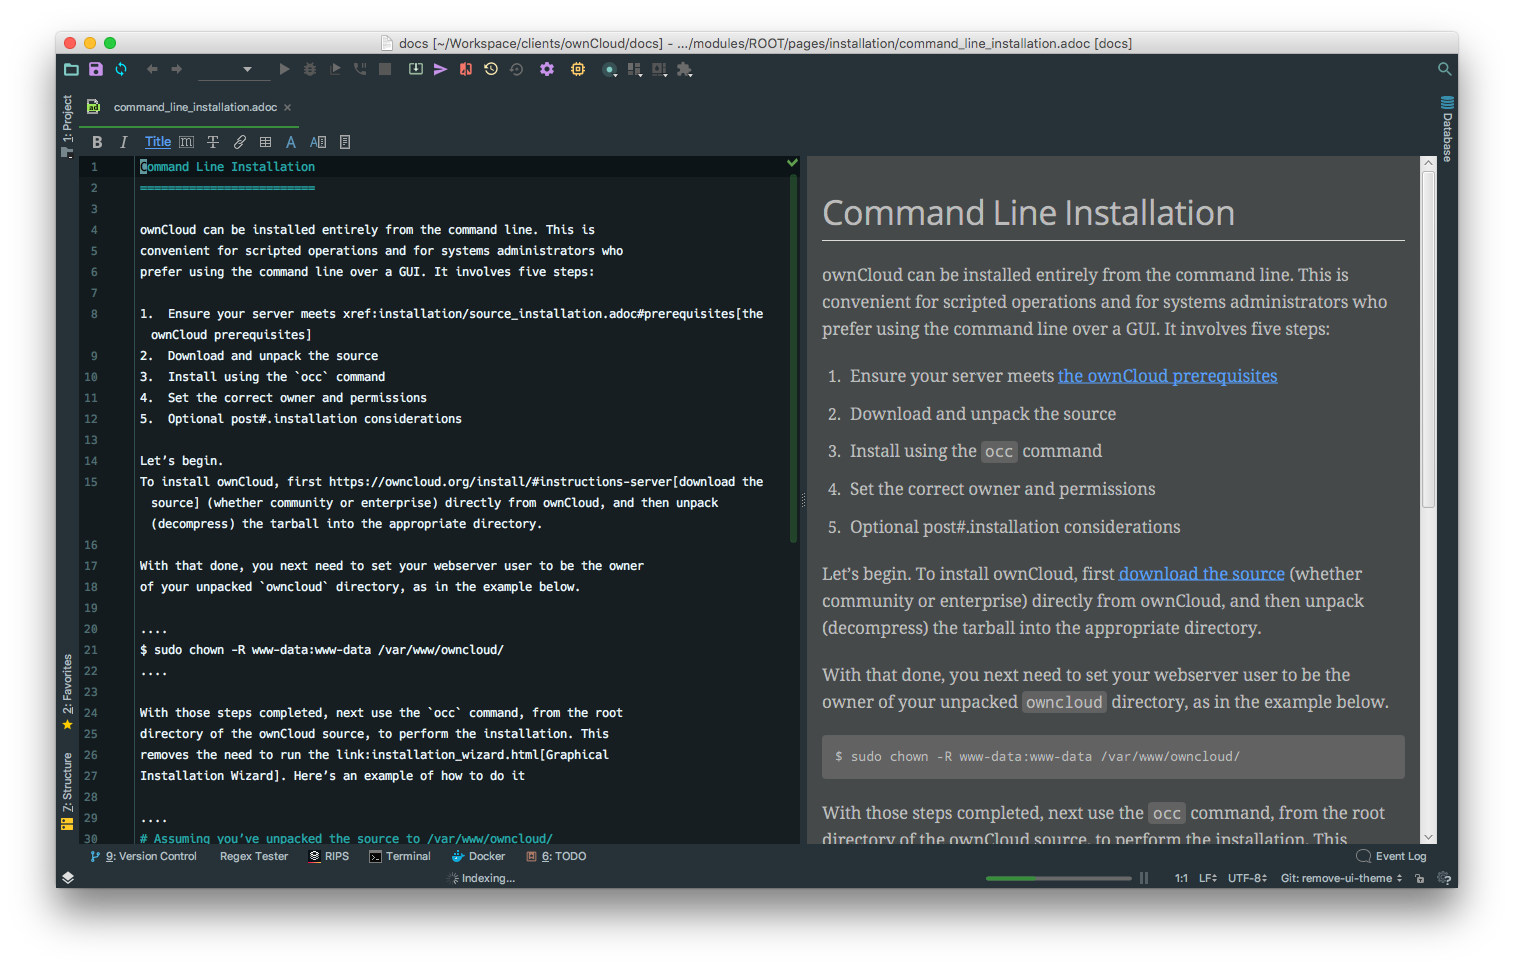 docs [~/Workspace/clients/ownCloud/docs] - .../modules/ROOT/pages/installation/command_line_installation.adoc [docs]
1: Project
command_line_installation.adoc ×
B I Title m T A A
Database
1 Command Line Installation
2 =========================
3
4 ownCloud can be installed entirely from the command line. This is
5 convenient for scripted operations and for systems administrators who
6 prefer using the command line over a GUI. It involves five steps:
7
8 1.  Ensure your server meets xref:installation/source_installation.adoc#prerequisites[the
ownCloud prerequisites]
9 2.  Download and unpack the source
10 3.  Install using the `occ` command
11 4.  Set the correct owner and permissions
12 5.  Optional post#.installation considerations
13
14 Let’s begin.
15 To install ownCloud, first https://owncloud.org/install/#instructions-server[download the
source] (whether community or enterprise) directly from ownCloud, and then unpack
(decompress) the tarball into the appropriate directory.
16
17 With that done, you next need to set your webserver user to be the owner
18 of your unpacked `owncloud` directory, as in the example below.
19
20 ....
21 $ sudo chown -R www-data:www-data /var/www/owncloud/
22 ....
23
24 With those steps completed, next use the `occ` command, from the root
25 directory of the ownCloud source, to perform the installation. This
26 removes the need to run the link:installation_wizard.html[Graphical
27 Installation Wizard]. Here’s an example of how to do it
28
29 ....
30 # Assuming you’ve unpacked the source to /var/www/owncloud/
Command Line Installation
ownCloud can be installed entirely from the command line. This is
convenient for scripted operations and for systems administrators who
prefer using the command line over a GUI. It involves five steps:
1. Ensure your server meets the ownCloud prerequisites
2. Download and unpack the source
3. Install using the occ command
4. Set the correct owner and permissions
5. Optional post#.installation considerations
Let’s begin. To install ownCloud, first download the source (whether
community or enterprise) directly from ownCloud, and then unpack
(decompress) the tarball into the appropriate directory.
With that done, you next need to set your webserver user to be the
owner of your unpacked owncloud directory, as in the example below.
$ sudo chown -R www-data:www-data /var/www/owncloud/
With those steps completed, next use the occ command, from the root
directory of the ownCloud source, to perform the installation. This
2: Favorites
7: Structure
9: Version Control Regex Tester RIPS Terminal Docker 6: TODO Event Log
Indexing... 1:1 LF UTF-8 Git: remove-ui-theme